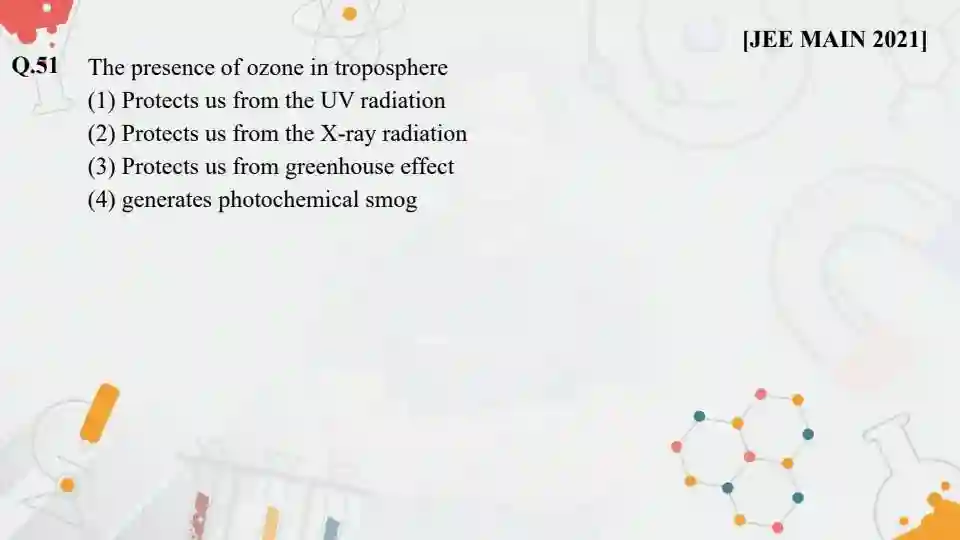 [JEE MAIN 2021]
Q.51 The presence of ozone in troposphere
(1) Protects us from the UV radiation
(2) Protects us from the X-ray radiation
(3) Protects us from greenhouse effect
(4) generates photochemical smog